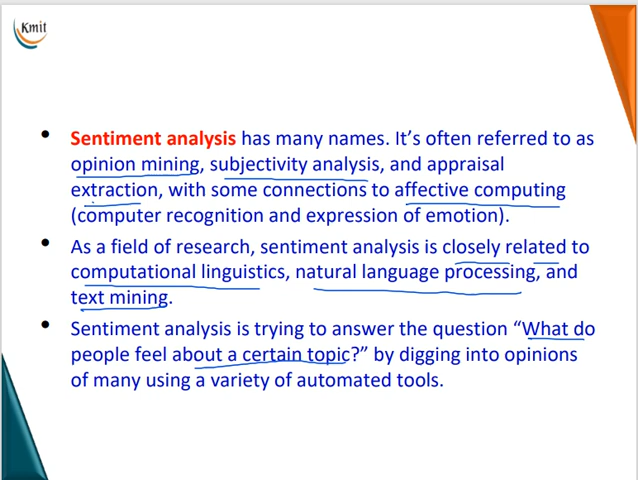 Kmit
• Sentiment analysis has many names. It’s often referred to as
opinion mining, subjectivity analysis, and appraisal
extraction, with some connections to affective computing
(computer recognition and expression of emotion).
• As a field of research, sentiment analysis is closely related to
computational linguistics, natural language processing, and
text mining.
• Sentiment analysis is trying to answer the question “What do
people feel about a certain topic?” by digging into opinions
of many using a variety of automated tools.